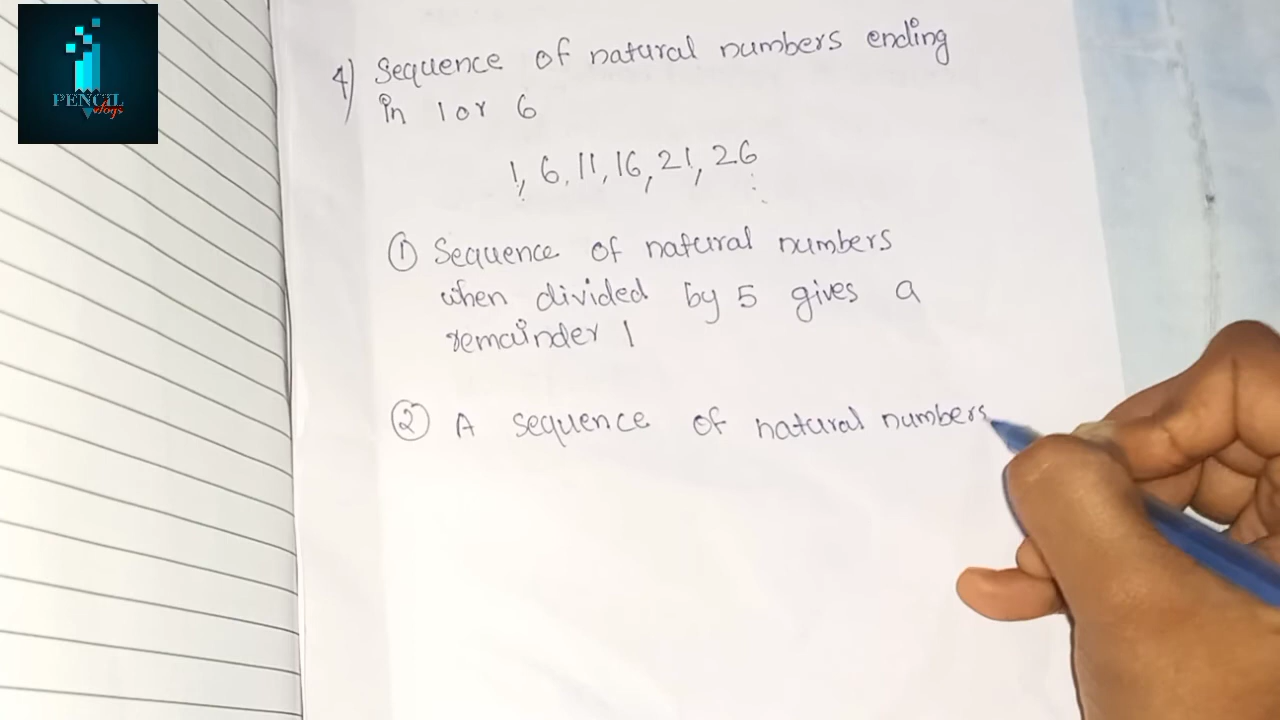 PENCIL
Joys
4) Sequence of natural numbers ending
in 1 or 6
1, 6, 11, 16, 21, 26
① Sequence of natural numbers
when divided by 5 gives a
remainder 1
② A sequence of natural numbers